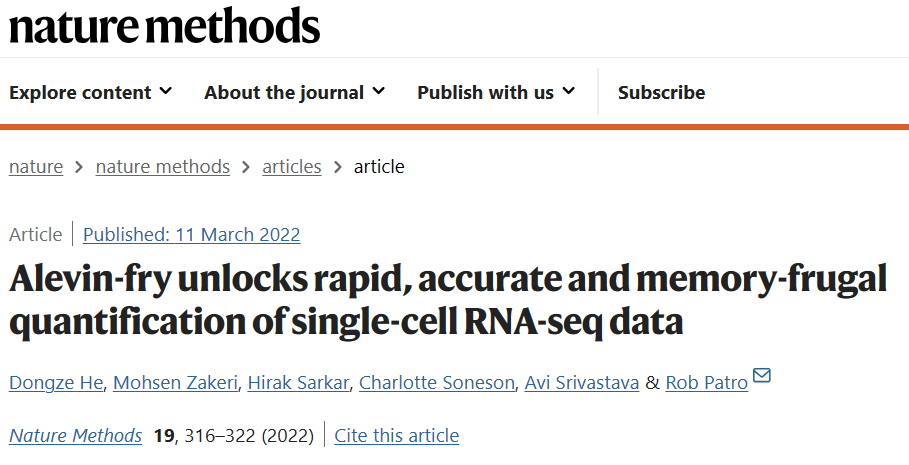 nature methods
Explore content About the journal Publish with us Subscribe
nature > nature methods > articles > article
Article | Published: 11 March 2022
Alevin-fry unlocks rapid, accurate and memory-frugal
quantification of single-cell RNA-seq data
Dongze He, Mohsen Zakeri, Hirak Sarkar, Charlotte Soneson, Avi Srivastava & Rob Patro
Nature Methods 19, 316–322 (2022) | Cite this article